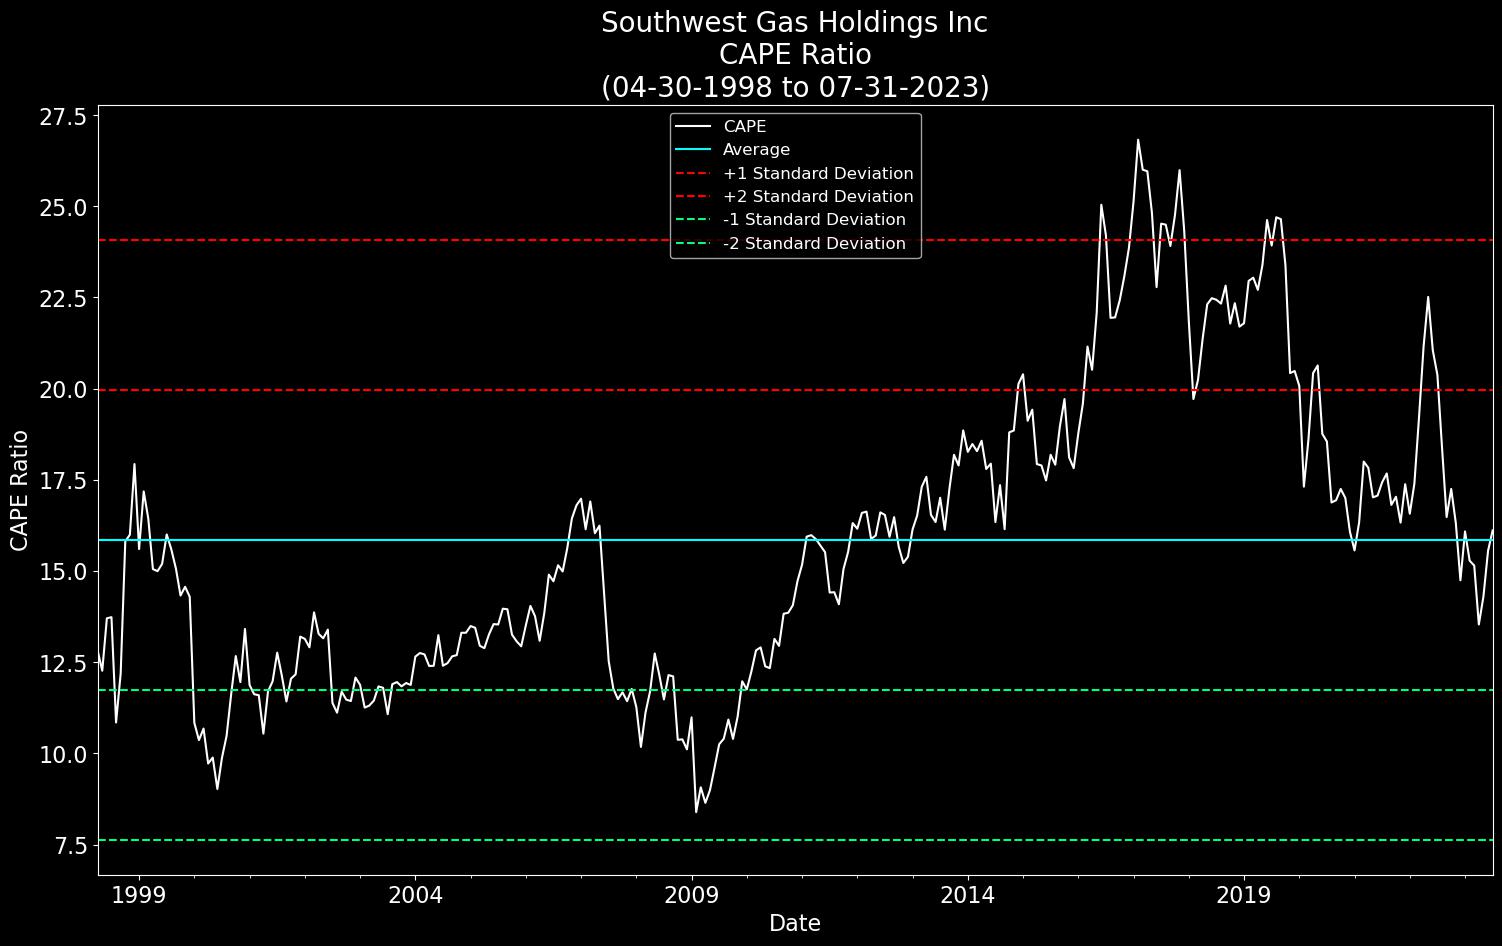 Southwest Gas Holdings Inc
CAPE Ratio
(04-30-1998 to 07-31-2023)
CAPE
Average
+1 Standard Deviation
+2 Standard Deviation
-1 Standard Deviation
-2 Standard Deviation
CAPE Ratio
27.5
25.0
22.5
20.0
17.5
15.0
12.5
10.0
7.5
1999
2004
2009
2014
2019
Date